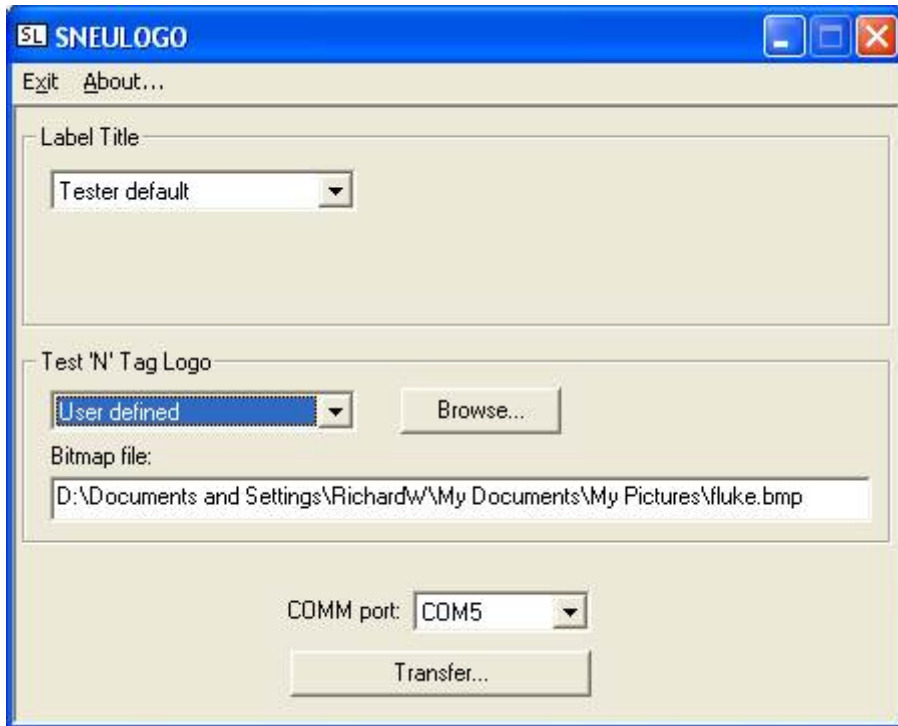 SL SNEULOGO
Exit About...
Label Title
Tester default
Test 'N' Tag Logo
User defined Browse...
Bitmap file:
D:\Documents and Settings\RichardW\My Documents\My Pictures\fluke.bmp
COMM port: COM5
Transfer...